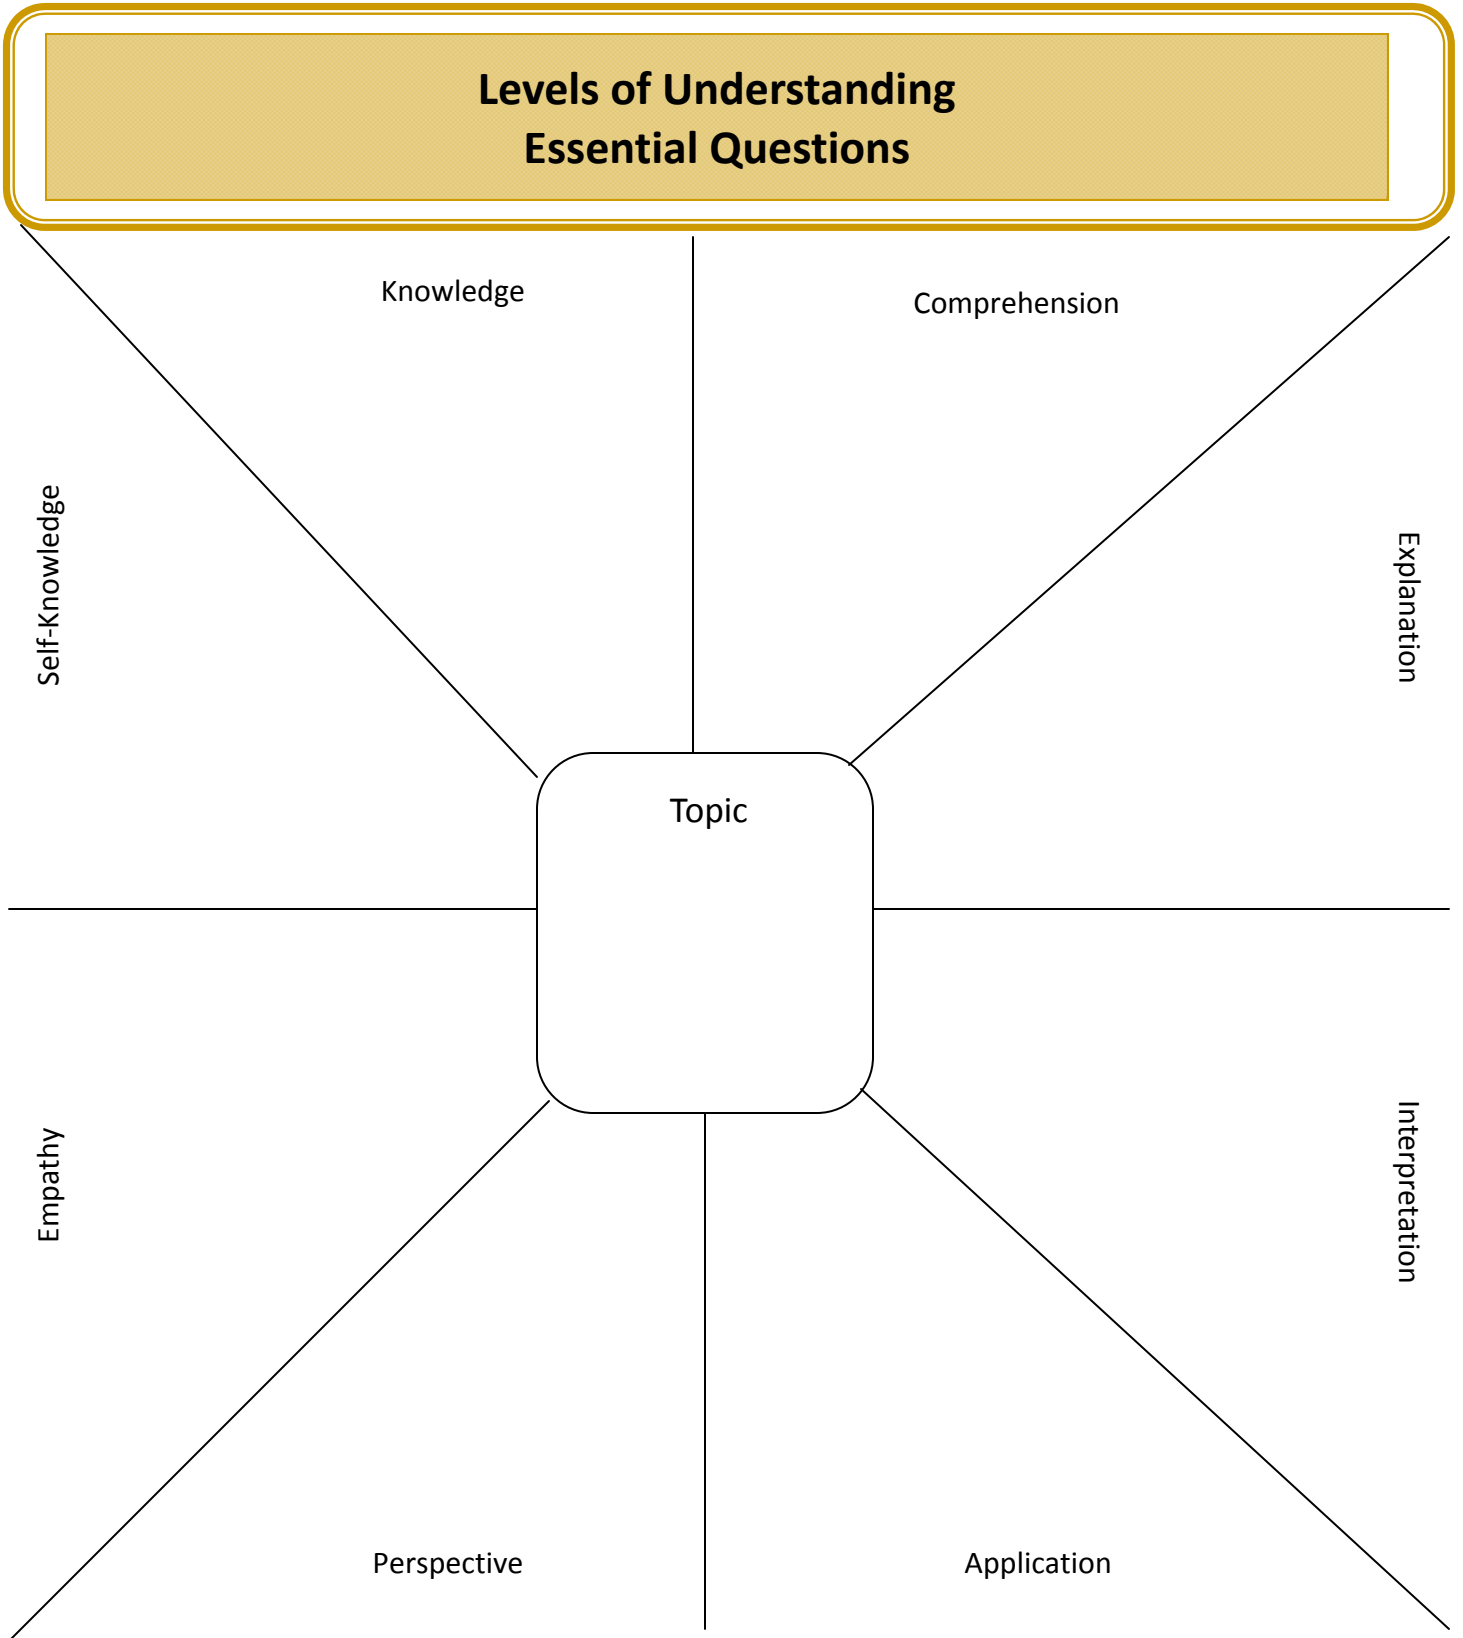 Levels of Understanding
Essential Questions
Knowledge
Comprehension
Self-Knowledge
Explanation
Topic
Empathy
Interpretation
Perspective
Application